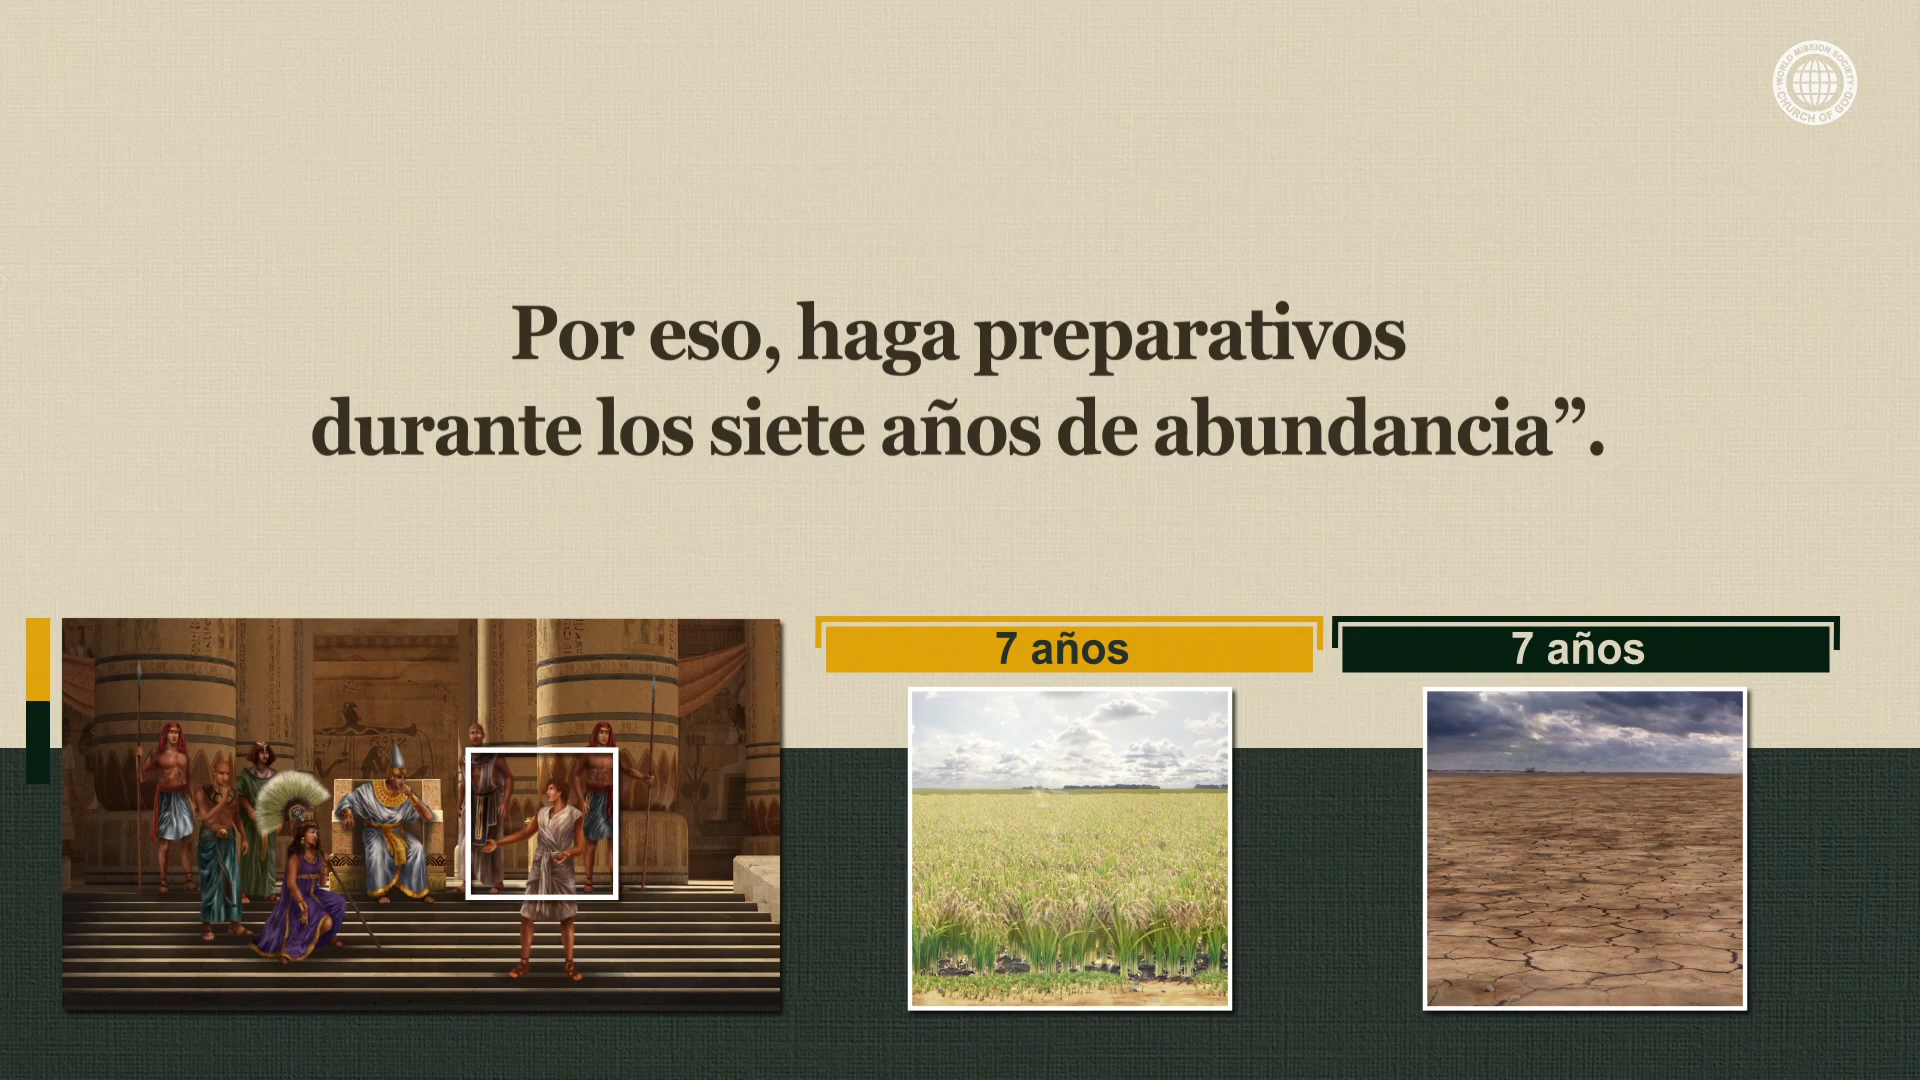 WORLD MISSION SOCIETY
CHURCH OF GOD
Por eso, haga preparativos
durante los siete años de abundancia”.
7 años
7 años